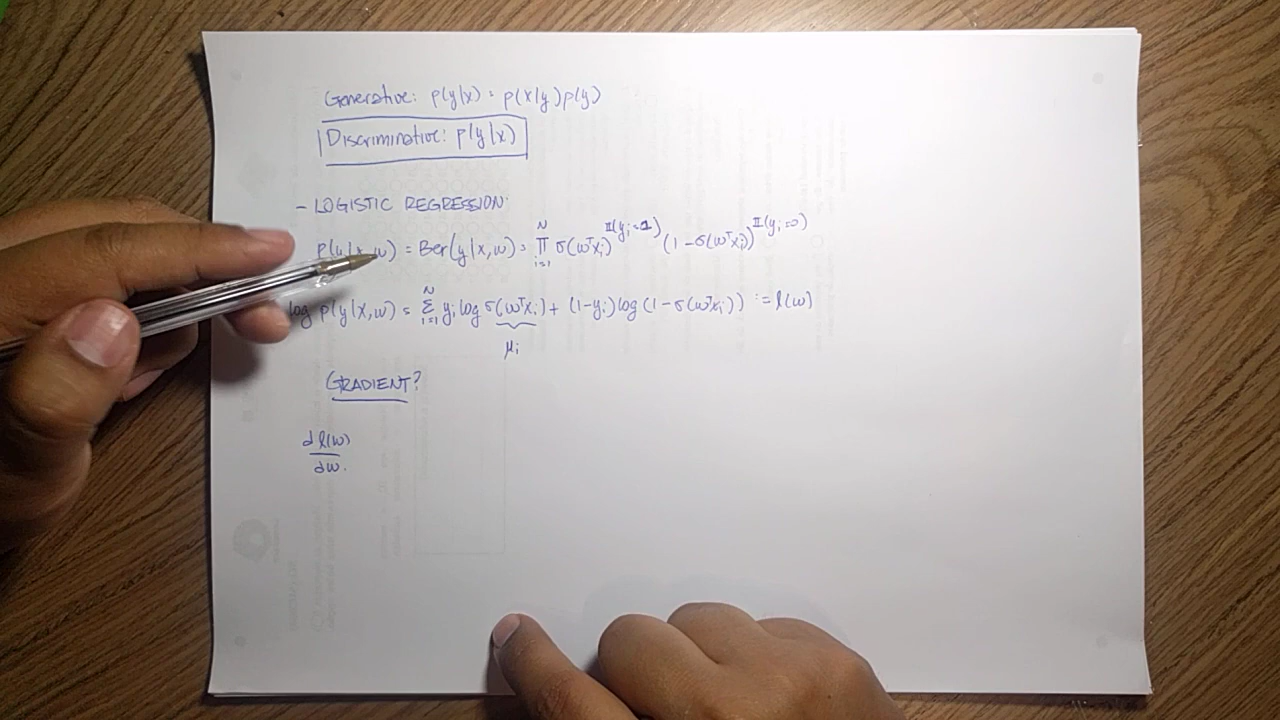 Generative: p(y|x) = p(x|y)p(y)
Discriminative: p(y|x)
- LOGISTIC REGRESSION:
p(y|x,w) = Ber(y|x,w) = ∏_{i=1}^{N} σ(wᵀxᵢ)^{𝕀(yᵢ=1)} (1-σ(wᵀxᵢ))^{𝕀(yᵢ=0)}
log p(y|x,w) = Σ_{i=1}^{N} yᵢ log σ(wᵀxᵢ) + (1-yᵢ) log (1-σ(wᵀxᵢ)) := l(w)
μᵢ
GRADIENT?
d l(w)
dw.